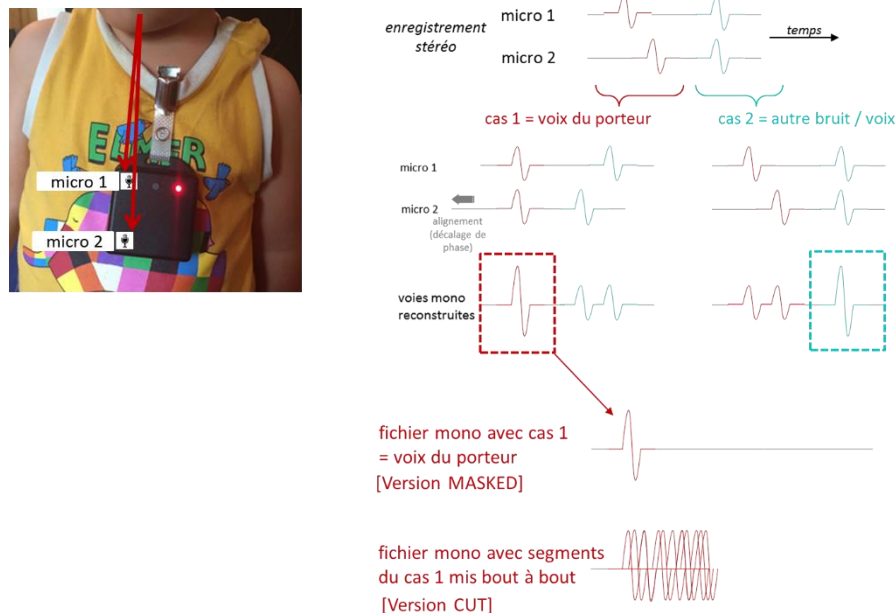 ELMER
micro 1
micro 2
enregistrement
stéréo
micro 1
micro 2
temps
cas 1 = voix du porteur
cas 2 = autre bruit / voix
micro 1
micro 2
alignement
(décalage de
phase)
voies mono
reconstruites
fichier mono avec cas 1
= voix du porteur
[Version MASKED]
fichier mono avec segments
du cas 1 mis bout à bout
[Version CUT]